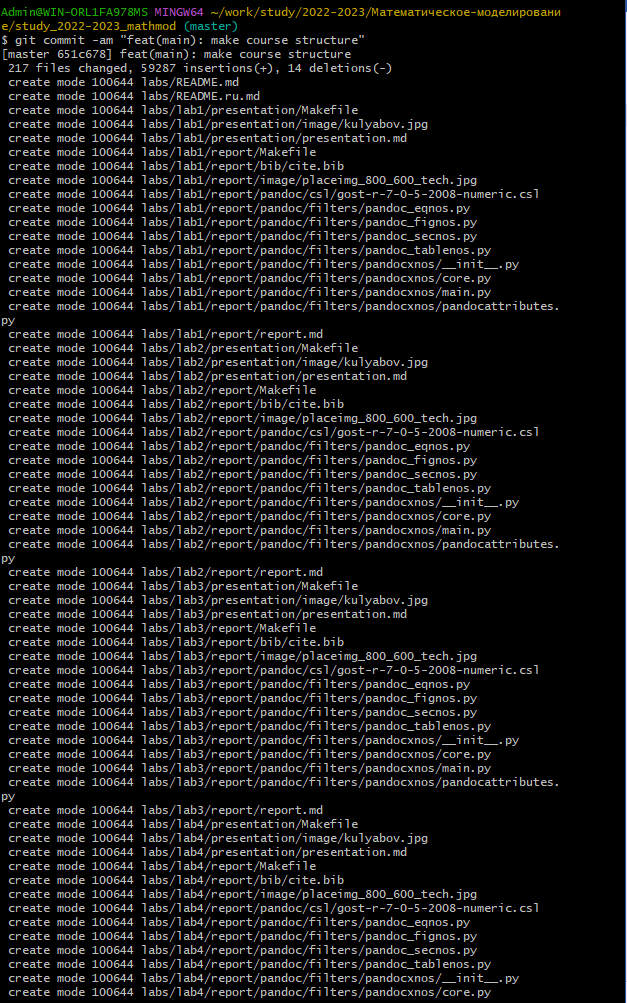 Admin@WIN-ORL1FA978MS MINGW64 ~/work/study/2022-2023/Математическое-моделировани
е/study_2022-2023_mathmod (master)
$ git commit -am "feat(main): make course structure"
[master 651c678] feat(main): make course structure
 217 files changed, 59287 insertions(+), 14 deletions(-)
 create mode 100644 labs/README.md
 create mode 100644 labs/README.ru.md
 create mode 100644 labs/lab1/presentation/Makefile
 create mode 100644 labs/lab1/presentation/image/kulyabov.jpg
 create mode 100644 labs/lab1/presentation/presentation.md
 create mode 100644 labs/lab1/report/Makefile
 create mode 100644 labs/lab1/report/bib/cite.bib
 create mode 100644 labs/lab1/report/image/placeimg_800_600_tech.jpg
 create mode 100644 labs/lab1/report/pandoc/csl/gost-r-7-0-5-2008-numeric.csl
 create mode 100644 labs/lab1/report/pandoc/filters/pandoc_eqnos.py
 create mode 100644 labs/lab1/report/pandoc/filters/pandoc_fignos.py
 create mode 100644 labs/lab1/report/pandoc/filters/pandoc_secnos.py
 create mode 100644 labs/lab1/report/pandoc/filters/pandoc_tablenos.py
 create mode 100644 labs/lab1/report/pandoc/filters/pandocxnos/__init__.py
 create mode 100644 labs/lab1/report/pandoc/filters/pandocxnos/core.py
 create mode 100644 labs/lab1/report/pandoc/filters/pandocxnos/main.py
 create mode 100644 labs/lab1/report/pandoc/filters/pandocxnos/pandocattributes.
py
 create mode 100644 labs/lab1/report/report.md
 create mode 100644 labs/lab2/presentation/Makefile
 create mode 100644 labs/lab2/presentation/image/kulyabov.jpg
 create mode 100644 labs/lab2/presentation/presentation.md
 create mode 100644 labs/lab2/report/Makefile
 create mode 100644 labs/lab2/report/bib/cite.bib
 create mode 100644 labs/lab2/report/image/placeimg_800_600_tech.jpg
 create mode 100644 labs/lab2/report/pandoc/csl/gost-r-7-0-5-2008-numeric.csl
 create mode 100644 labs/lab2/report/pandoc/filters/pandoc_eqnos.py
 create mode 100644 labs/lab2/report/pandoc/filters/pandoc_fignos.py
 create mode 100644 labs/lab2/report/pandoc/filters/pandoc_secnos.py
 create mode 100644 labs/lab2/report/pandoc/filters/pandoc_tablenos.py
 create mode 100644 labs/lab2/report/pandoc/filters/pandocxnos/__init__.py
 create mode 100644 labs/lab2/report/pandoc/filters/pandocxnos/core.py
 create mode 100644 labs/lab2/report/pandoc/filters/pandocxnos/main.py
 create mode 100644 labs/lab2/report/pandoc/filters/pandocxnos/pandocattributes.
py
 create mode 100644 labs/lab2/report/report.md
 create mode 100644 labs/lab3/presentation/Makefile
 create mode 100644 labs/lab3/presentation/image/kulyabov.jpg
 create mode 100644 labs/lab3/presentation/presentation.md
 create mode 100644 labs/lab3/report/Makefile
 create mode 100644 labs/lab3/report/bib/cite.bib
 create mode 100644 labs/lab3/report/image/placeimg_800_600_tech.jpg
 create mode 100644 labs/lab3/report/pandoc/csl/gost-r-7-0-5-2008-numeric.csl
 create mode 100644 labs/lab3/report/pandoc/filters/pandoc_eqnos.py
 create mode 100644 labs/lab3/report/pandoc/filters/pandoc_fignos.py
 create mode 100644 labs/lab3/report/pandoc/filters/pandoc_secnos.py
 create mode 100644 labs/lab3/report/pandoc/filters/pandoc_tablenos.py
 create mode 100644 labs/lab3/report/pandoc/filters/pandocxnos/__init__.py
 create mode 100644 labs/lab3/report/pandoc/filters/pandocxnos/core.py
 create mode 100644 labs/lab3/report/pandoc/filters/pandocxnos/main.py
 create mode 100644 labs/lab3/report/pandoc/filters/pandocxnos/pandocattributes.
py
 create mode 100644 labs/lab3/report/report.md
 create mode 100644 labs/lab4/presentation/Makefile
 create mode 100644 labs/lab4/presentation/image/kulyabov.jpg
 create mode 100644 labs/lab4/presentation/presentation.md
 create mode 100644 labs/lab4/report/Makefile
 create mode 100644 labs/lab4/report/bib/cite.bib
 create mode 100644 labs/lab4/report/image/placeimg_800_600_tech.jpg
 create mode 100644 labs/lab4/report/pandoc/csl/gost-r-7-0-5-2008-numeric.csl
 create mode 100644 labs/lab4/report/pandoc/filters/pandoc_eqnos.py
 create mode 100644 labs/lab4/report/pandoc/filters/pandoc_fignos.py
 create mode 100644 labs/lab4/report/pandoc/filters/pandoc_secnos.py
 create mode 100644 labs/lab4/report/pandoc/filters/pandoc_tablenos.py
 create mode 100644 labs/lab4/report/pandoc/filters/pandocxnos/__init__.py
 create mode 100644 labs/lab4/report/pandoc/filters/pandocxnos/core.py